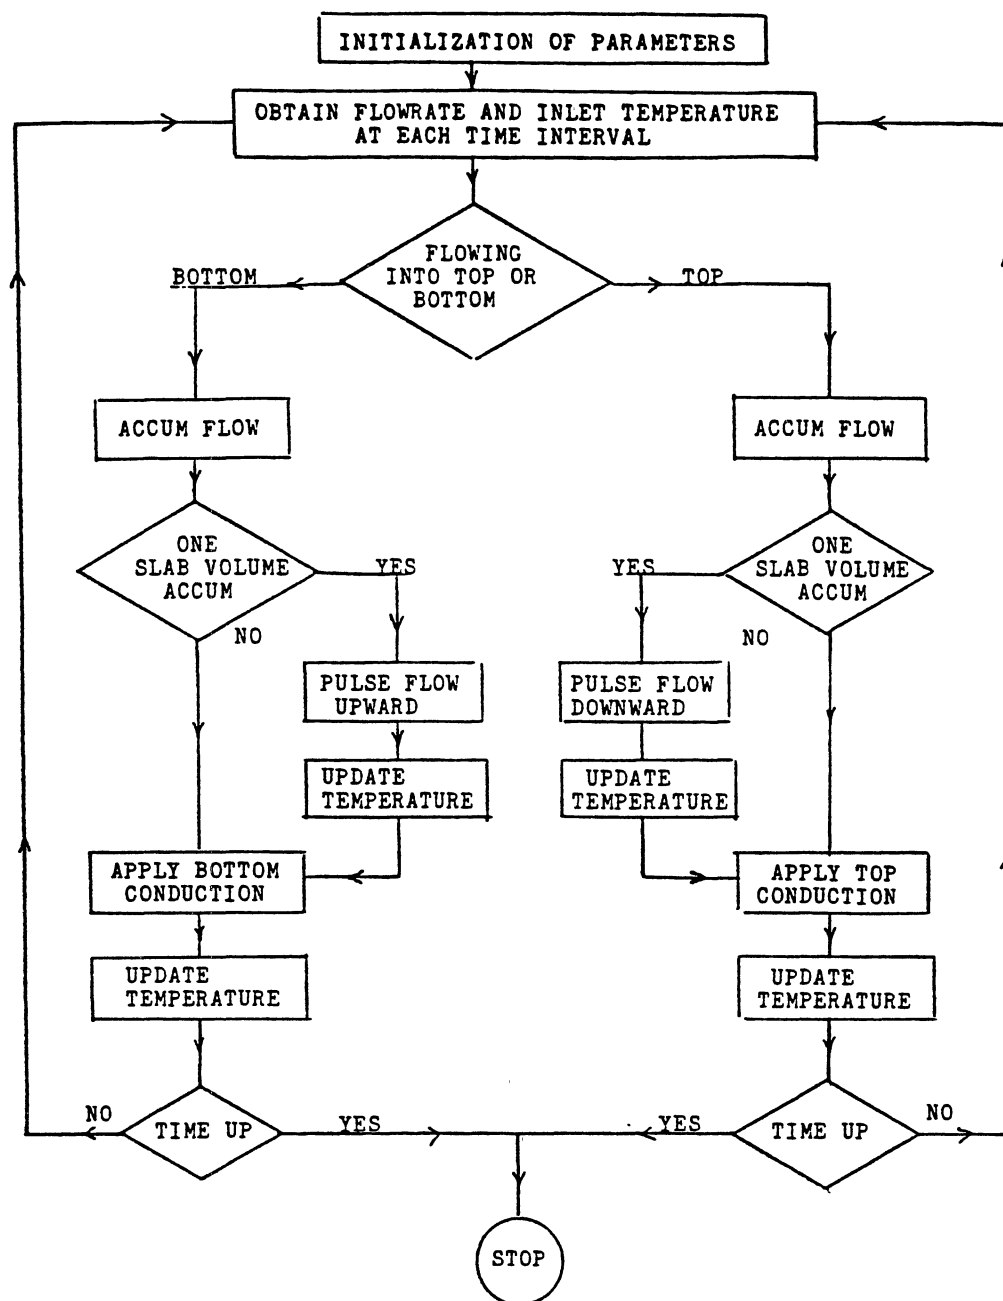 INITIALIZATION OF PARAMETERS
OBTAIN FLOWRATE AND INLET TEMPERATURE
AT EACH TIME INTERVAL
FLOWING
INTO TOP OR
BOTTOM
BOTTOM
TOP
ACCUM FLOW
ACCUM FLOW
ONE
SLAB VOLUME
ACCUM
YES
NO
YES
ONE
SLAB VOLUME
ACCUM
NO
PULSE FLOW
UPWARD
PULSE FLOW
DOWNWARD
UPDATE
TEMPERATURE
UPDATE
TEMPERATURE
APPLY BOTTOM
CONDUCTION
APPLY TOP
CONDUCTION
UPDATE
TEMPERATURE
UPDATE
TEMPERATURE
NO
TIME UP
YES
YES
TIME UP
NO
STOP